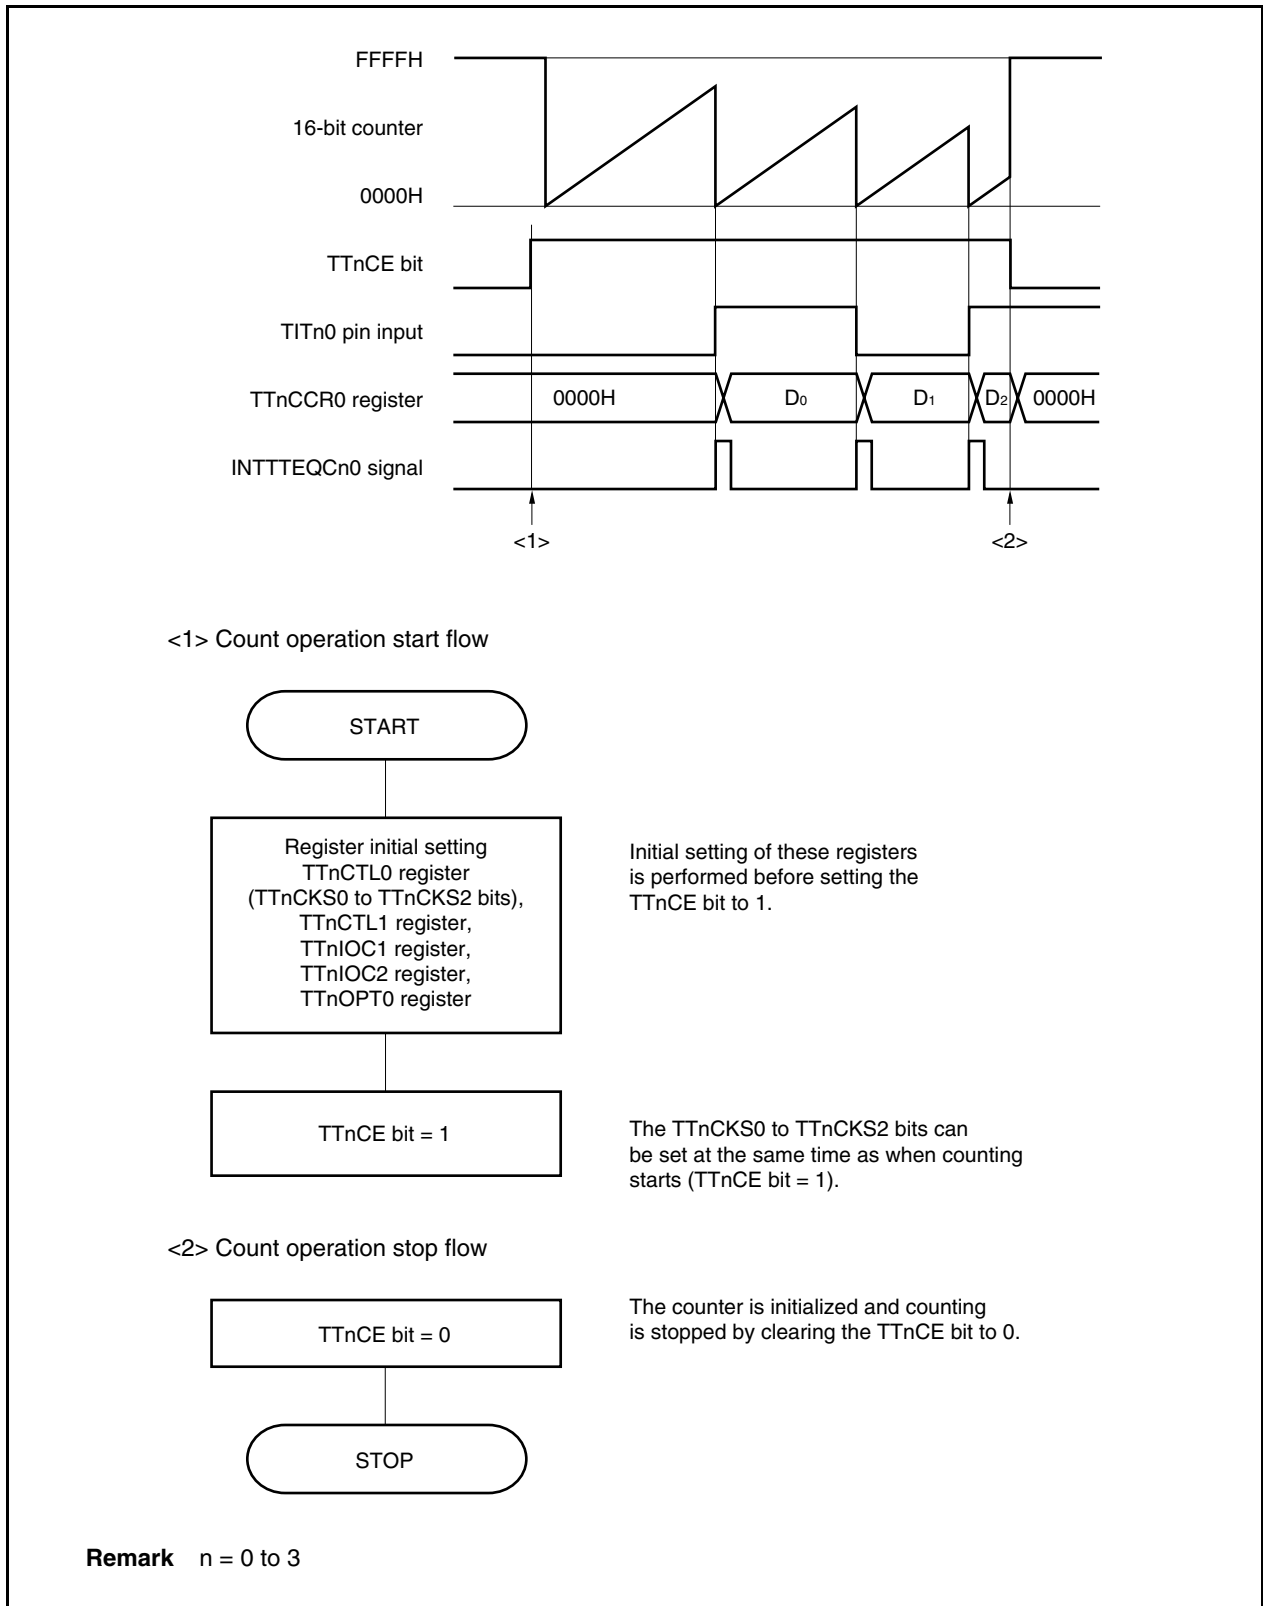 FFFFH
16-bit counter
0000H
TTnCE bit
TITn0 pin input
TTnCCR0 register
0000H
D0
D1
D2
0000H
INTTTEQCn0 signal
<1>
<2>
<1> Count operation start flow
START
Register initial setting
TTnCTL0 register
(TTnCKS0 to TTnCKS2 bits),
TTnCTL1 register,
TTnIOC1 register,
TTnIOC2 register,
TTnOPT0 register
Initial setting of these registers
is performed before setting the
TTnCE bit to 1.
TTnCE bit = 1
The TTnCKS0 to TTnCKS2 bits can
be set at the same time as when counting
starts (TTnCE bit = 1).
<2> Count operation stop flow
TTnCE bit = 0
The counter is initialized and counting
is stopped by clearing the TTnCE bit to 0.
STOP
Remark n = 0 to 3